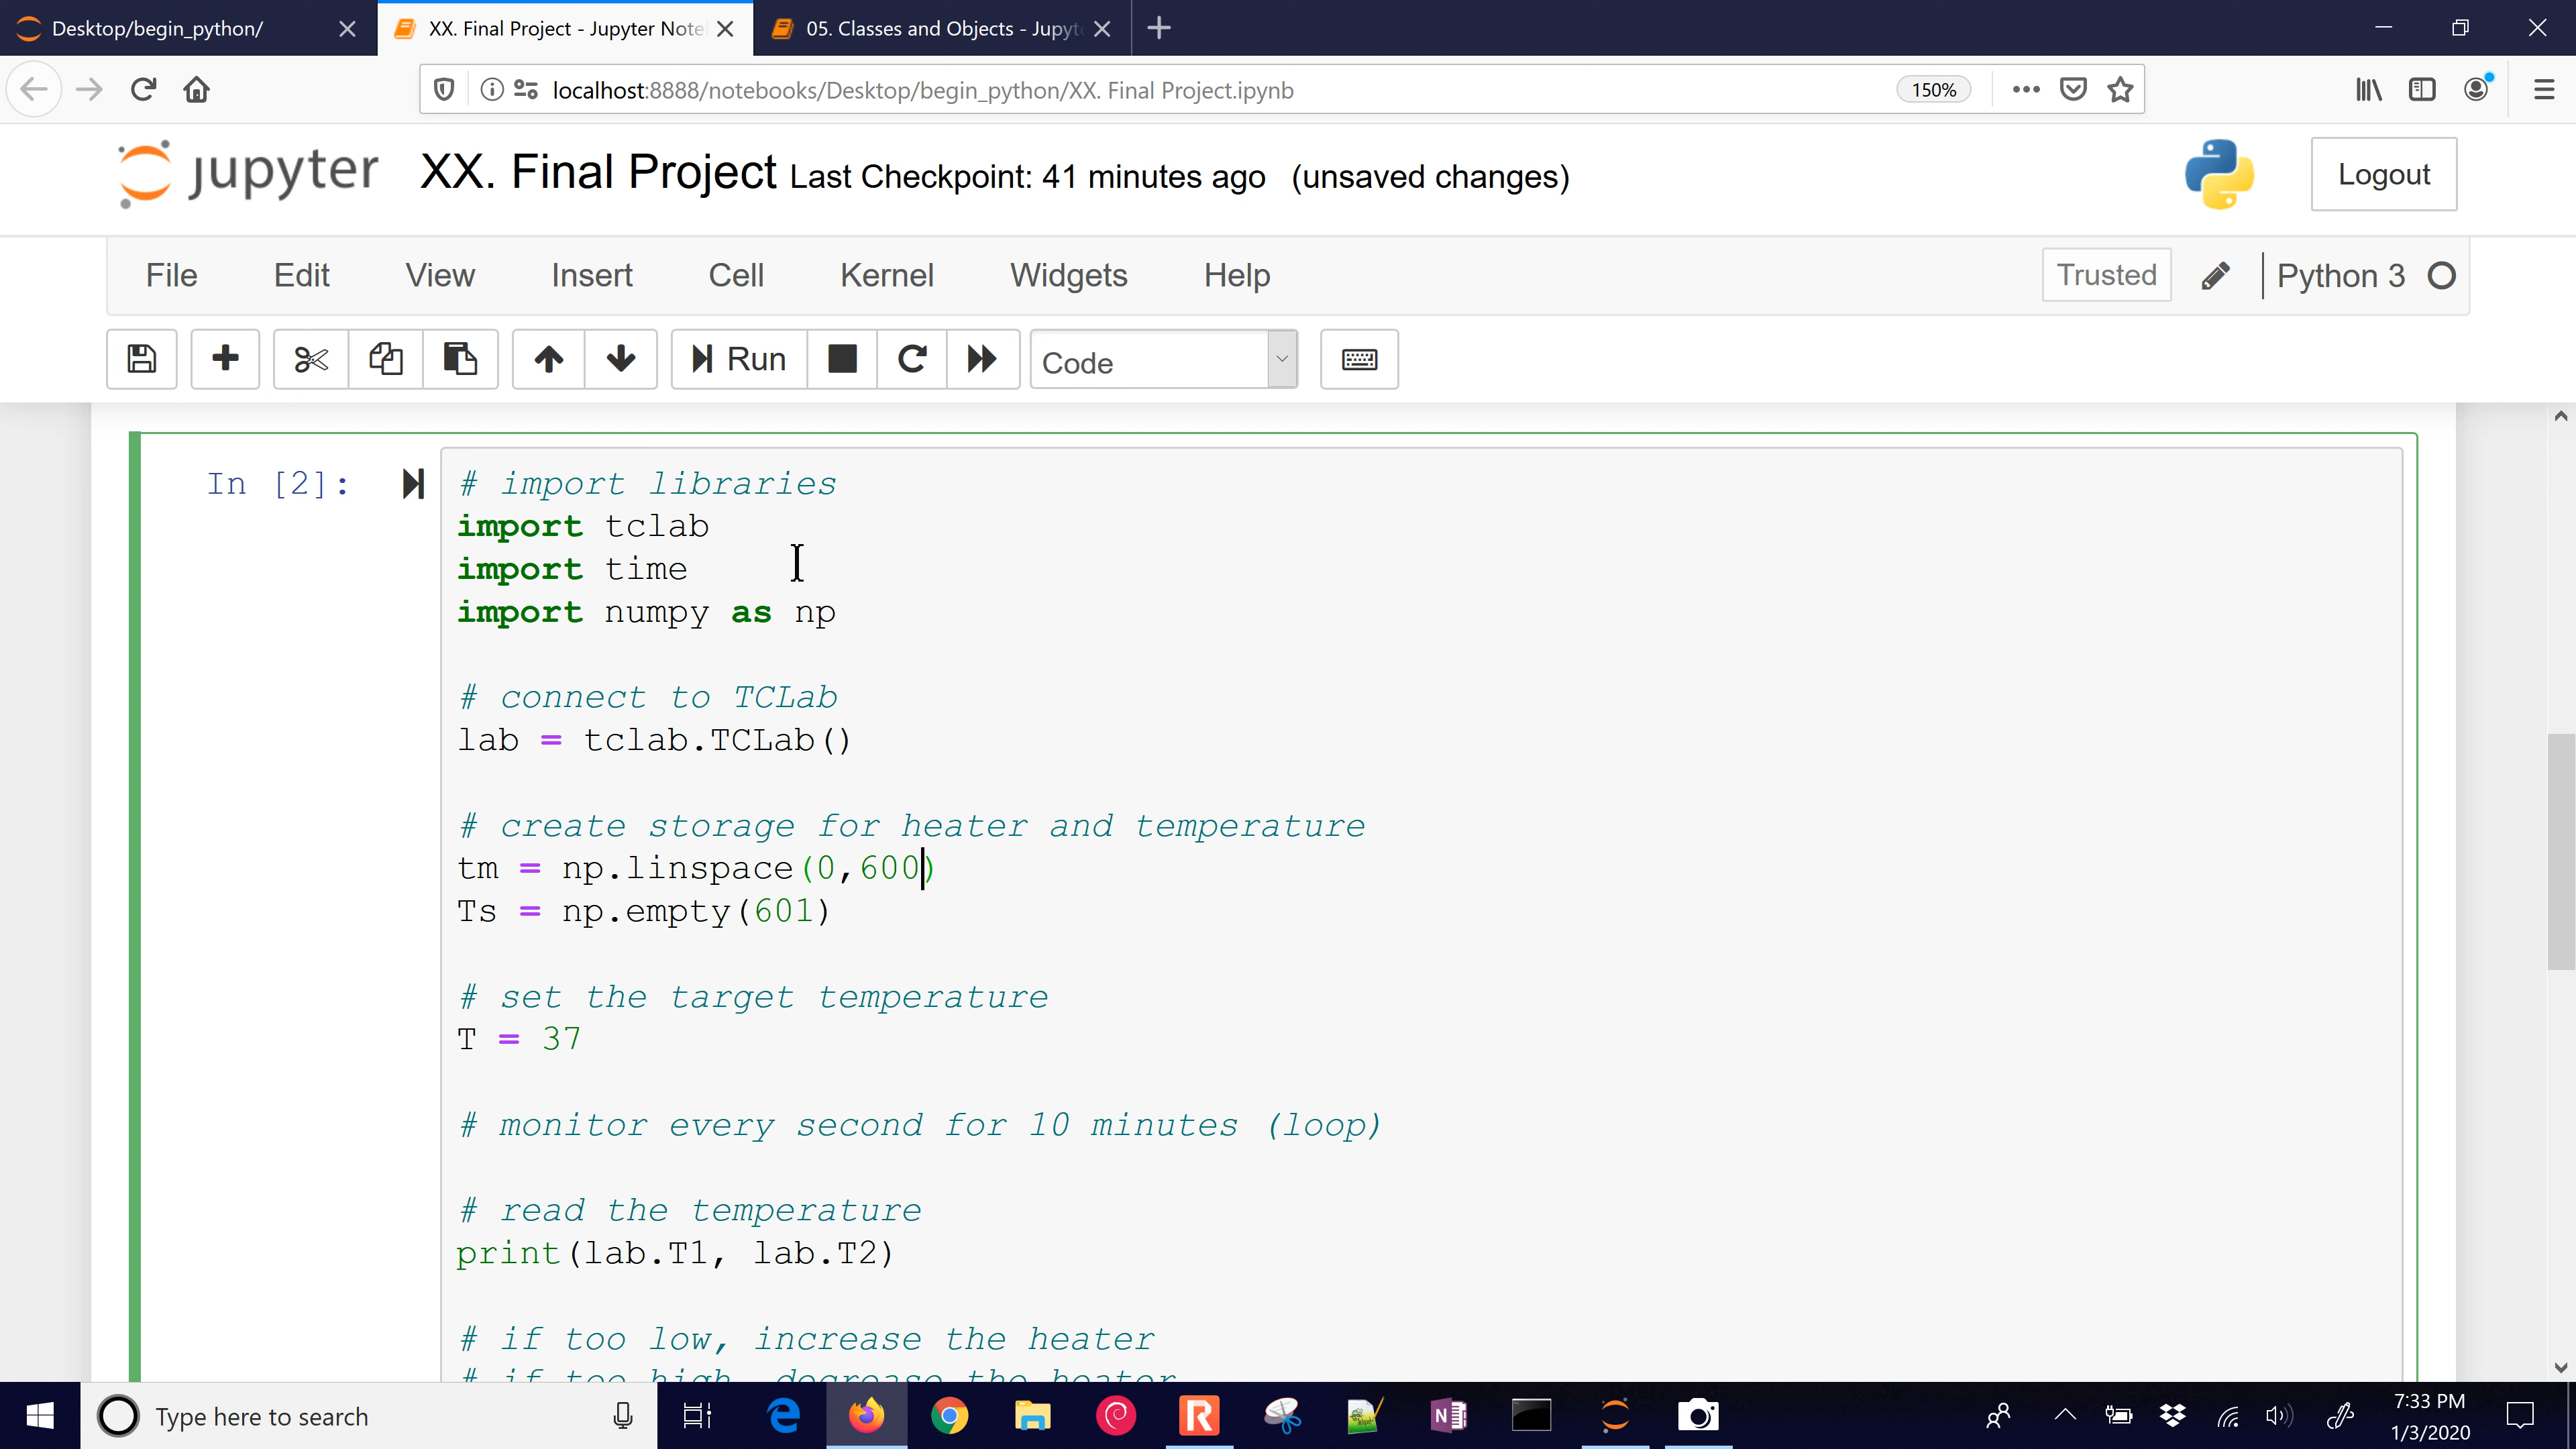 Desktop/begin_python/
XX. Final Project - Jupyter Note
05. Classes and Objects - Jupyt
localhost:8888/notebooks/Desktop/begin_python/XX. Final Project.ipynb
150%
jupyter
XX. Final Project Last Checkpoint: 41 minutes ago (unsaved changes)
Logout
File Edit View Insert Cell Kernel Widgets Help
Trusted
Python 3
Run
Code
In [2]:
# import libraries
import tclab
import time
import numpy as np
# connect to TCLab
lab = tclab.TCLab()
# create storage for heater and temperature
tm = np.linspace(0,600)
Ts = np.empty(601)
# set the target temperature
T = 37
# monitor every second for 10 minutes (loop)
# read the temperature
print(lab.T1, lab.T2)
# if too low, increase the heater
# if too high, decrease the heater
Type here to search
7:33 PM
1/3/2020